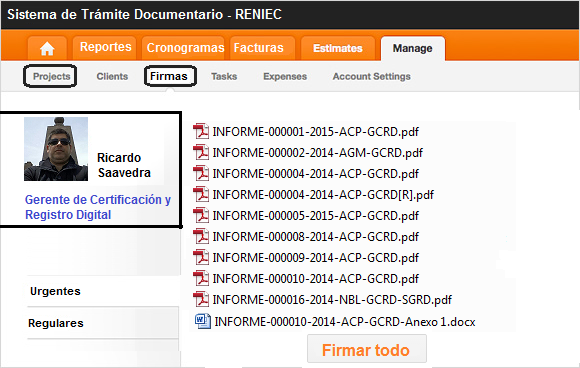 Sistema de Trámite Documentario - RENIEC
Reportes Cronogramas Facturas Estimates Manage
Projects Clients Firmas Tasks Expenses Account Settings
Ricardo
Saavedra
Gerente de Certificación y
Registro Digital
Urgentes
Regulares
INFORME-000001-2015-ACP-GCRD.pdf
INFORME-000002-2014-AGM-GCRD.pdf
INFORME-000004-2014-ACP-GCRD.pdf
INFORME-000004-2014-ACP-GCRD[R].pdf
INFORME-000005-2015-ACP-GCRD.pdf
INFORME-000008-2014-ACP-GCRD.pdf
INFORME-000009-2014-ACP-GCRD.pdf
INFORME-000010-2014-ACP-GCRD.pdf
INFORME-000016-2014-NBL-GCRD-SGRD.pdf
INFORME-000010-2014-ACP-GCRD-Anexo 1.docx
Firmar todo